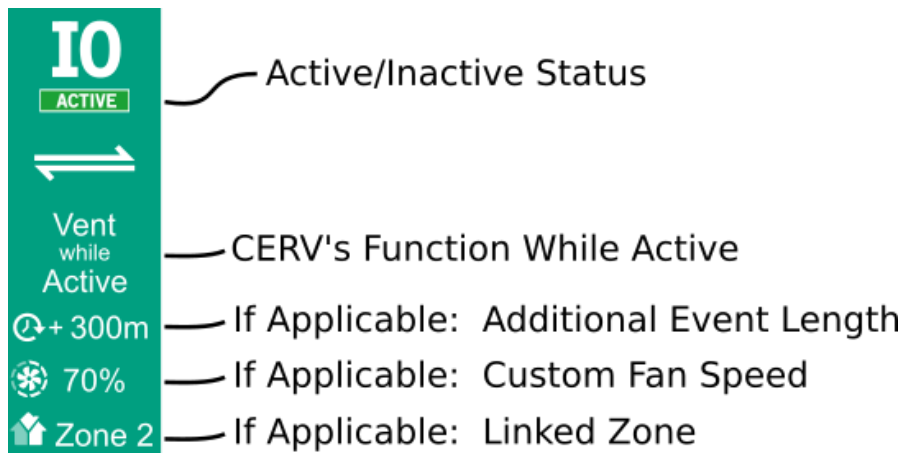 IO
ACTIVE
Active/Inactive Status
Vent
while
Active
CERV's Function While Active
+ 300m
If Applicable: Additional Event Length
70%
If Applicable: Custom Fan Speed
Zone 2
If Applicable: Linked Zone